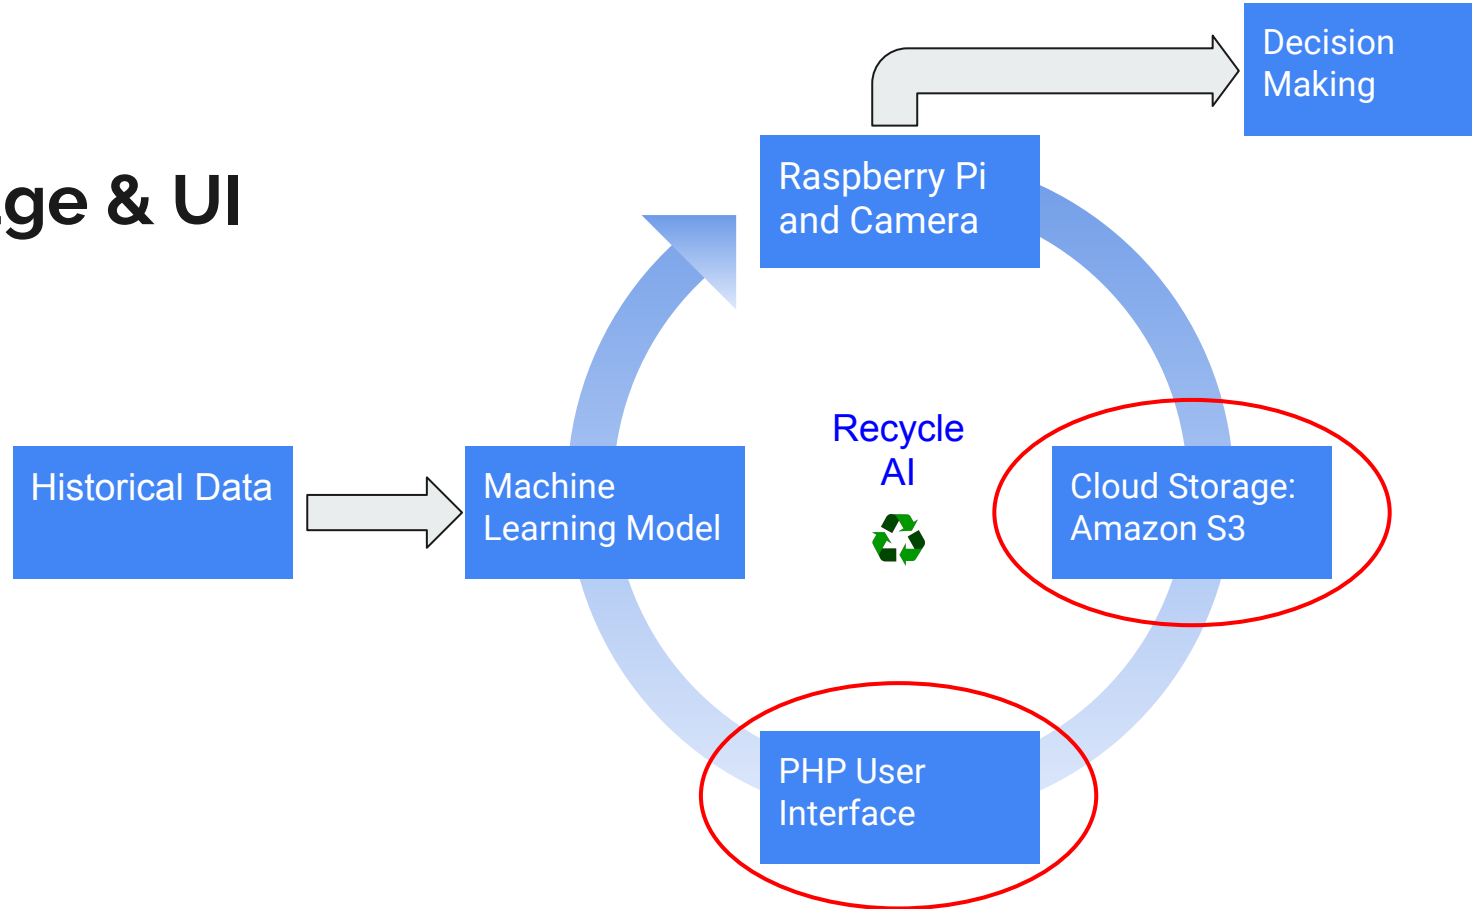 Decision
Making
Raspberry Pi
and Camera
ge & UI
Recycle
AI
Historical Data
Machine
Learning Model
Cloud Storage:
Amazon S3
PHP User
Interface